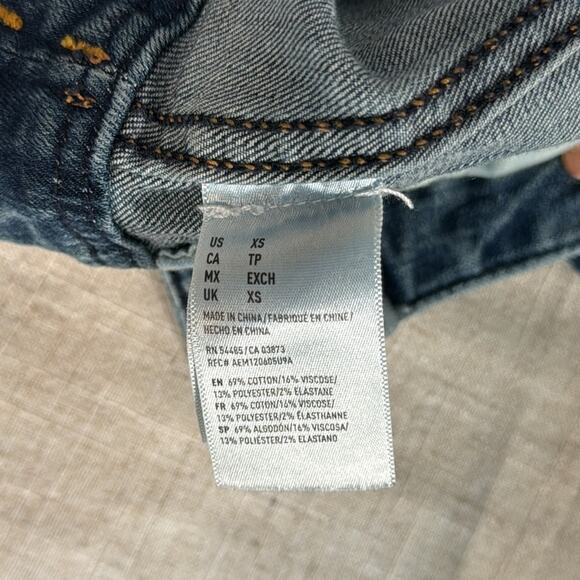 US XS
CA TP
MX EXCH
UK XS
MADE IN CHINA/FABRIQUÉ EN CHINE/
HECHO EN CHINA
RN 54485/CA 03873
RFC# AEM120605U9A
EN 69% COTTON/16% VISCOSE/
13% POLYESTER/2% ELASTANE
FR 69% COTON/16% VISCOSE/
13% POLYESTER/2% ÉLASTHANNE
SP 69% ALGODÓN/16% VISCOSA/
13% POLIÉSTER/2% ELASTANO